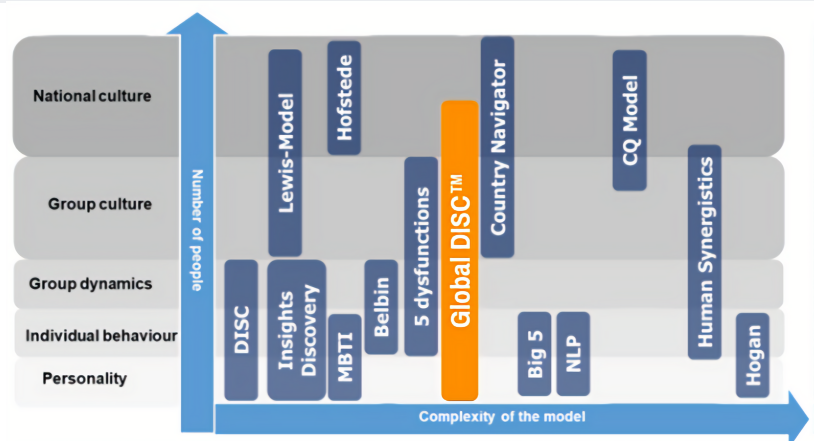 National culture
Group culture
Group dynamics
Individual behaviour
Personality
Number of people
DISC
Lewis-Model
Insights
Discovery
Hofstede
MBTI
Belbin
5 dysfunctions
Global DISC™
Country Navigator
Big 5
NLP
CQ Model
Human Synergistics
Hogan
Complexity of the model